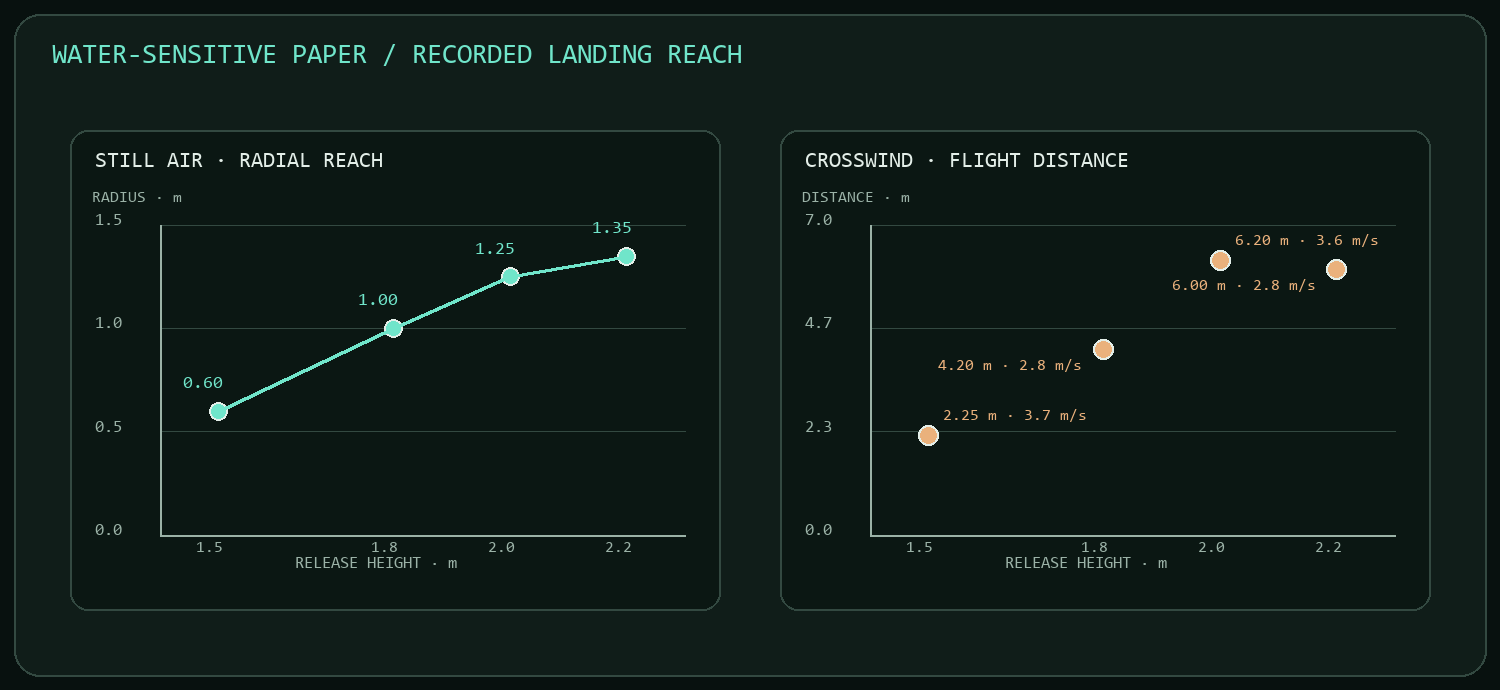 WATER-SENSITIVE PAPER / RECORDED LANDING REACH
STILL AIR · RADIAL REACH
RADIUS · m
1.5
1.0
0.5
0.0
0.60
1.00
1.25
1.35
1.5
1.8
2.0
2.2
RELEASE HEIGHT · m
CROSSWIND · FLIGHT DISTANCE
DISTANCE · m
7.0
4.7
2.3
0.0
6.20 m · 3.6 m/s
6.00 m · 2.8 m/s
4.20 m · 2.8 m/s
2.25 m · 3.7 m/s
1.5
1.8
2.0
2.2
RELEASE HEIGHT · m